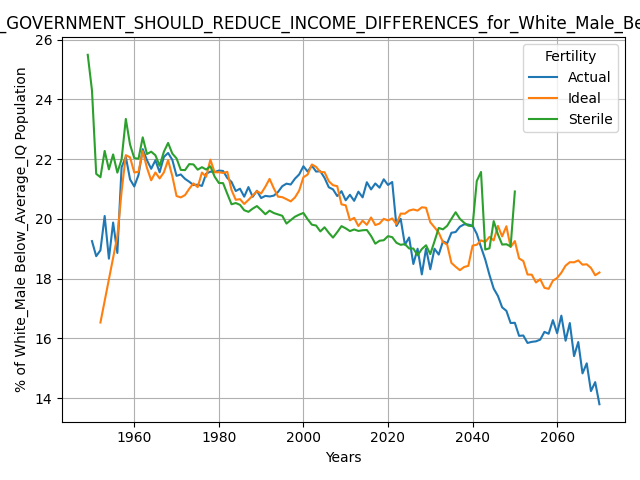 _GOVERNMENT_SHOULD_REDUCE_INCOME_DIFFERENCES_for_White_Male_Be
Fertility
Actual
Ideal
Sterile
% of White_Male Below_Average_IQ Population
26
24
22
20
18
16
14
1960 1980 2000 2020 2040 2060
Years